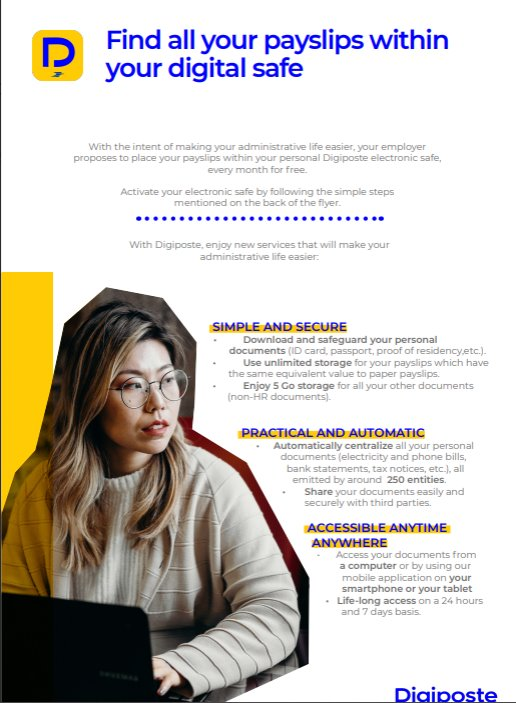 D
Find all your payslips within
your digital safe
With the intent of making your administrative life easier, your employer
proposes to place your payslips within your personal Digiposte electronic safe,
every month for free.
Activate your electronic safe by following the simple steps
mentioned on the back of the flyer.
With Digiposte, enjoy new services that will make your
administrative life easier:
SIMPLE AND SECURE
• Download and safeguard your personal
documents (ID card, passport, proof of residency,etc.).
• Use unlimited storage for your payslips which have
the same equivalent value to paper payslips.
• Enjoy 5 Go storage for all your other documents
(non-HR documents).
PRACTICAL AND AUTOMATIC
• Automatically centralize all your personal
documents (electricity and phone bills,
bank statements, tax notices, etc.), all
emitted by around 250 entities.
• Share your documents easily and
securely with third parties.
ACCESSIBLE ANYTIME
ANYWHERE
• Access your documents from
a computer or by using our
mobile application on your
smartphone or your tablet
• Life-long access on a 24 hours
and 7 days basis.
Digiposte